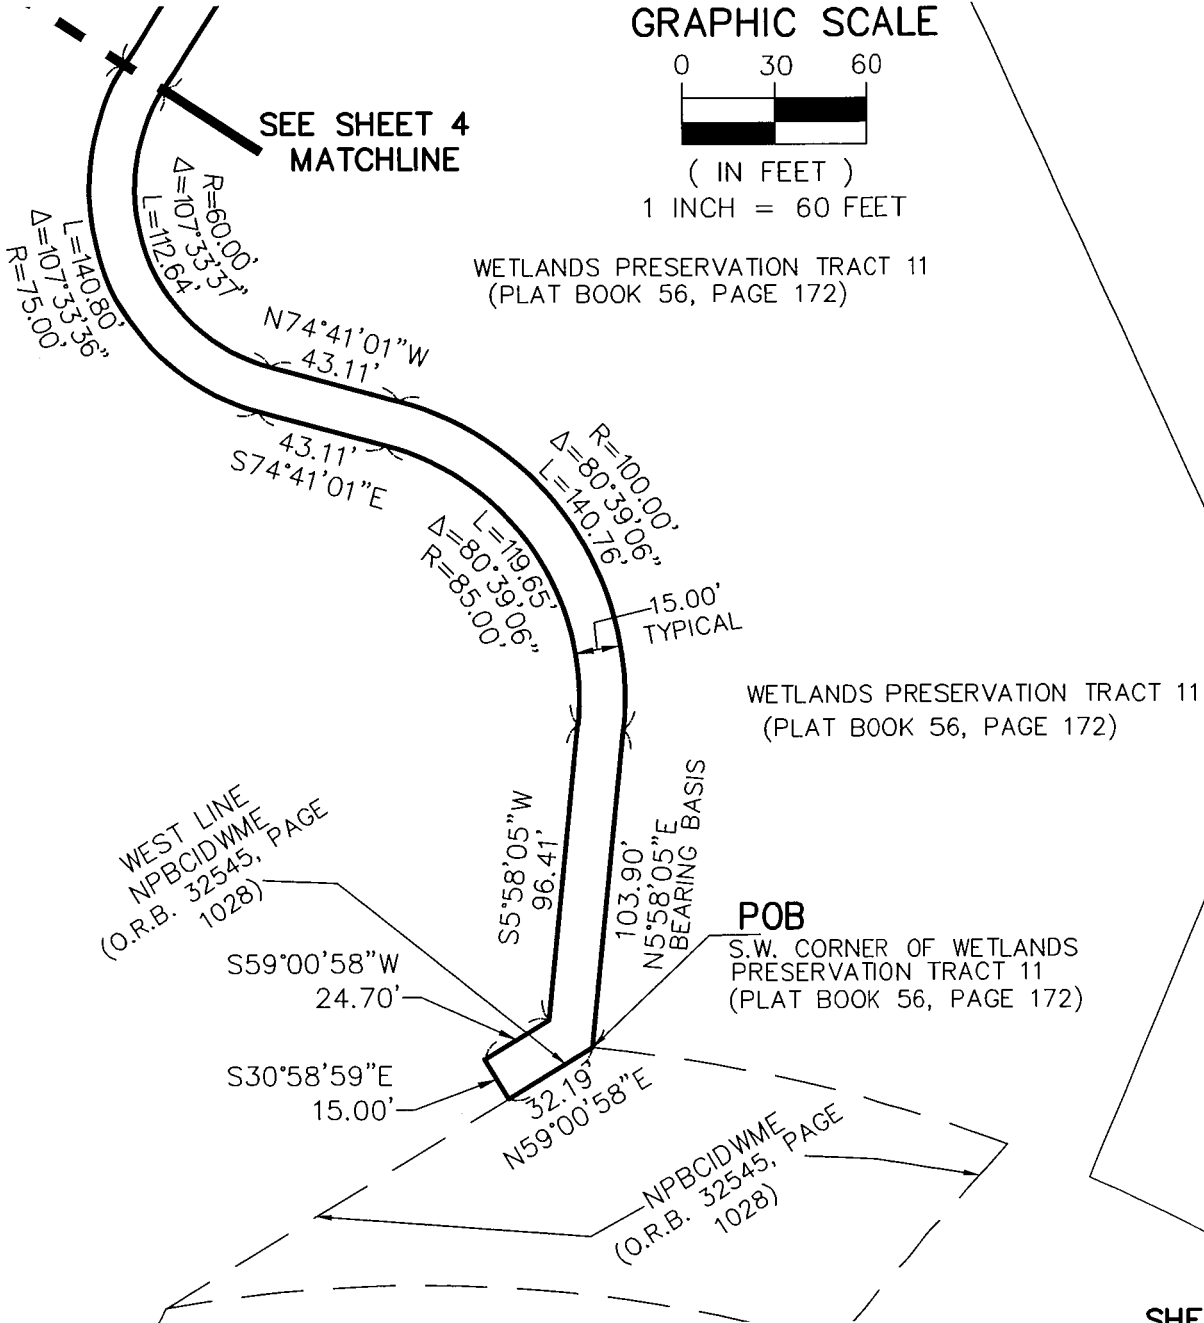 GRAPHIC SCALE
0 30 60
( IN FEET )
1 INCH = 60 FEET
SEE SHEET 4
MATCHLINE
R=60.00'
Δ=107°33'37"
L=112.64'
L=140.80'
Δ=107°33'36"
R=75.00'
WETLANDS PRESERVATION TRACT 11
(PLAT BOOK 56, PAGE 172)
N74°41'01"W
43.11'
43.11'
S74°41'01"E
R=100.00'
Δ=80°39'06"
L=140.76'
L=119.65'
Δ=80°39'06"
R=85.00'
15.00'
TYPICAL
WETLANDS PRESERVATION TRACT 11
(PLAT BOOK 56, PAGE 172)
WEST LINE
NPBCIDWME
(O.R.B. 32545, PAGE
1028)
S5°58'05"W
96.41'
103.90'
N5°58'05"E
BEARING BASIS
POB
S.W. CORNER OF WETLANDS
PRESERVATION TRACT 11
(PLAT BOOK 56, PAGE 172)
S59°00'58"W
24.70'
S30°58'59"E
15.00'
32.19'
N59°00'58"E
NPBCIDWME
(O.R.B. 32545, PAGE
1028)
SHE